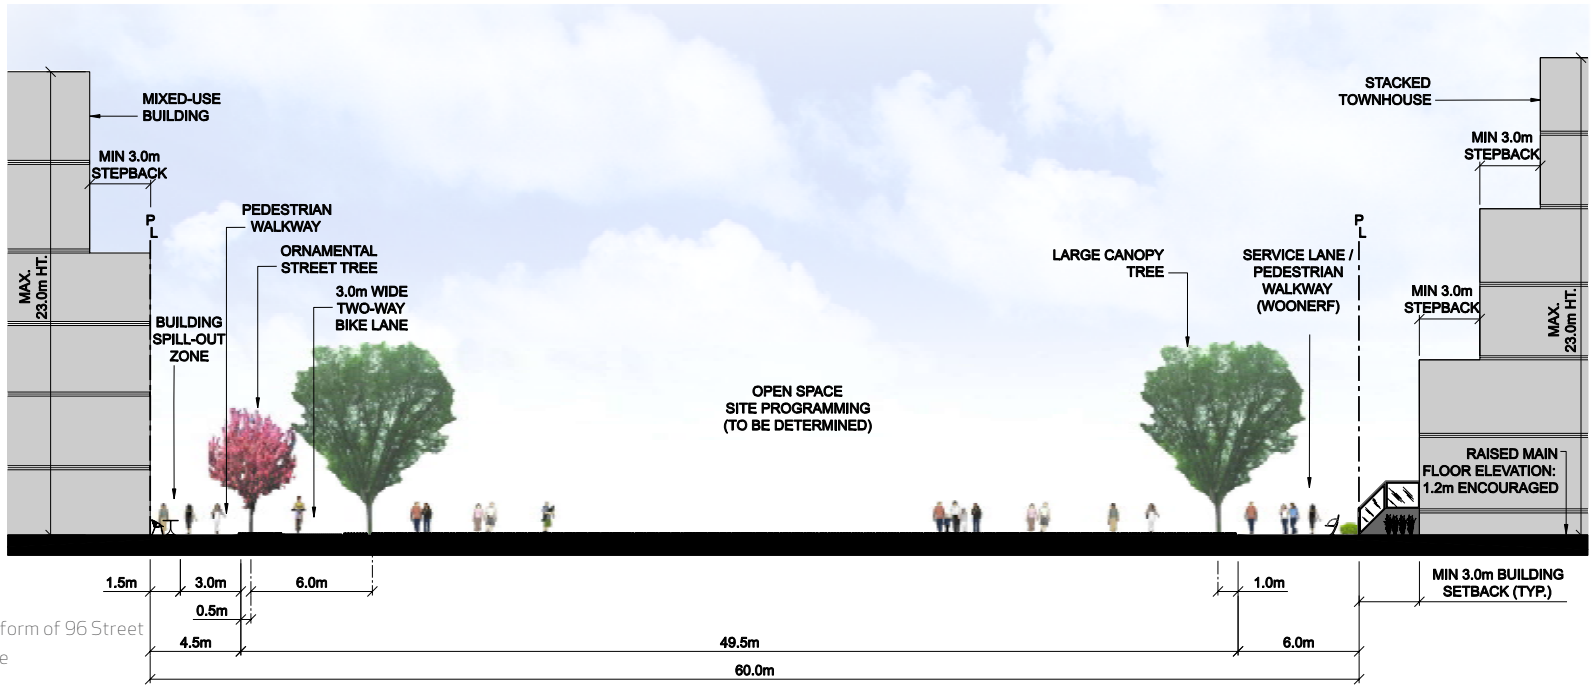 MIXED-USE
BUILDING
MIN 3.0m
STEPBACK
P
L
PEDESTRIAN
WALKWAY
ORNAMENTAL
STREET TREE
3.0m WIDE
TWO-WAY
BIKE LANE
BUILDING
SPILL-OUT
ZONE
MAX.
23.0m HT.
OPEN SPACE
SITE PROGRAMMING
(TO BE DETERMINED)
LARGE CANOPY
TREE
SERVICE LANE /
PEDESTRIAN
WALKWAY
(WOONERF)
P
L
STACKED
TOWNHOUSE
MIN 3.0m
STEPBACK
MIN 3.0m
STEPBACK
MAX.
23.0m HT.
RAISED MAIN
FLOOR ELEVATION:
1.2m ENCOURAGED
1.5m
3.0m
6.0m
0.5m
1.0m
MIN 3.0m BUILDING
SETBACK (TYP.)
4.5m
49.5m
6.0m
60.0m
form of 96 Street
e